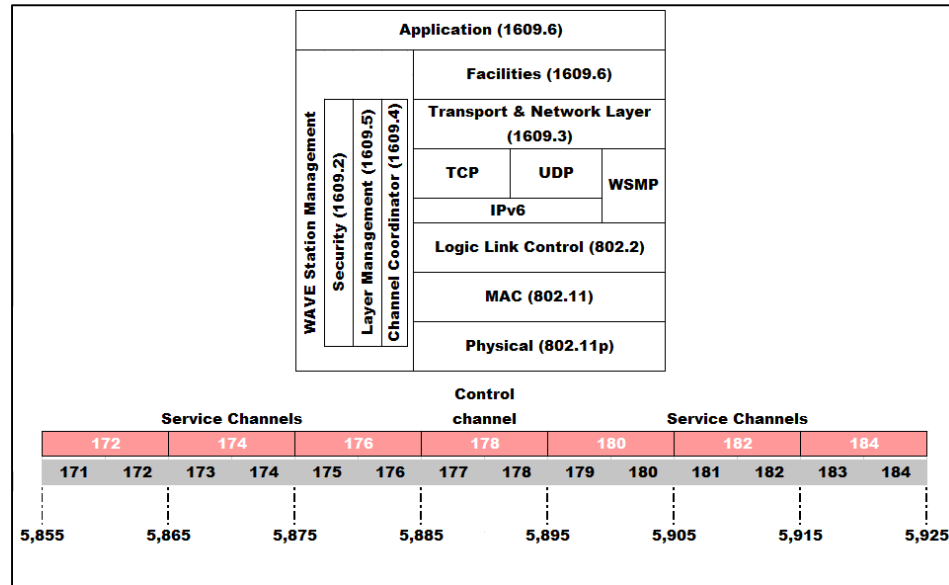 Application (1609.6)
Facilities (1609.6)
WAVE Station Management
Security (1609.2)
Layer Management (1609.5)
Channel Coordinator (1609.4)
Transport & Network Layer
(1609.3)
TCP
UDP
WSMP
IPv6
Logic Link Control (802.2)
MAC (802.11)
Physical (802.11p)
Control
channel
Service Channels
Service Channels
172 174 176 178 180 182 184
171 172 173 174 175 176 177 178 179 180 181 182 183 184
5,855 5,865 5,875 5,885 5,895 5,905 5,915 5,925